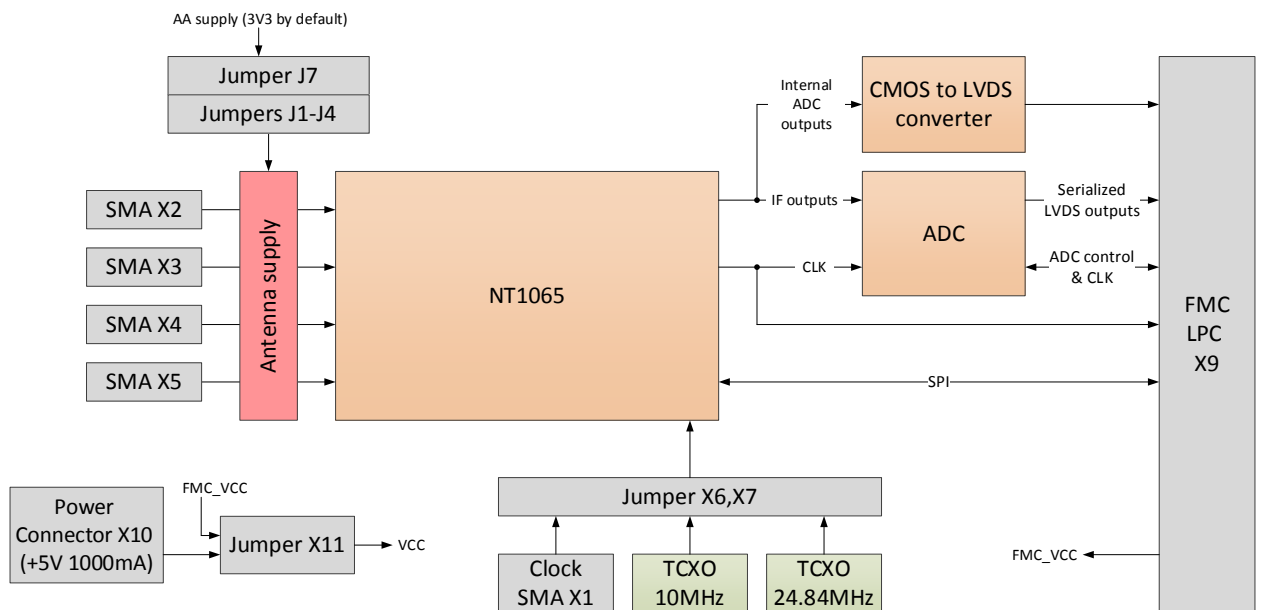 AA supply (3V3 by default)
Jumper J7
Jumpers J1-J4
SMA X2
SMA X3
SMA X4
SMA X5
Antenna supply
NT1065
Internal
ADC
outputs
CMOS to LVDS
converter
IF outputs
ADC
Serialized
LVDS outputs
CLK
ADC control
& CLK
SPI
FMC
LPC
X9
Power
Connector X10
(+5V 1000mA)
FMC_VCC
Jumper X11
VCC
Jumper X6,X7
Clock
SMA X1
TCXO
10MHz
TCXO
24.84MHz
FMC_VCC